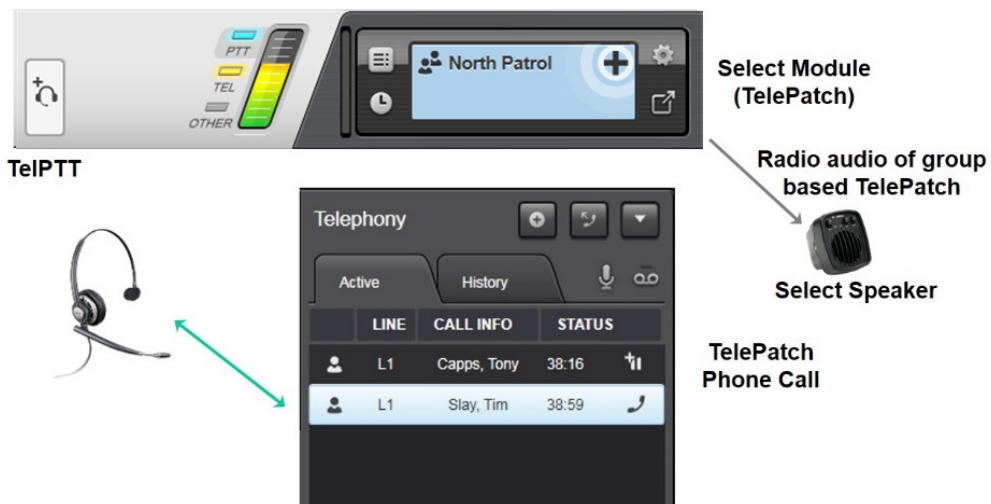 PTT
TEL
OTHER
North Patrol
Select Module
(TelePatch)
TelPTT
Radio audio of group
based TelePatch
Select Speaker
Telephony
Active
History
LINE CALL INFO STATUS
L1 Capps, Tony 38:16
L1 Slay, Tim 38:59
TelePatch
Phone Call